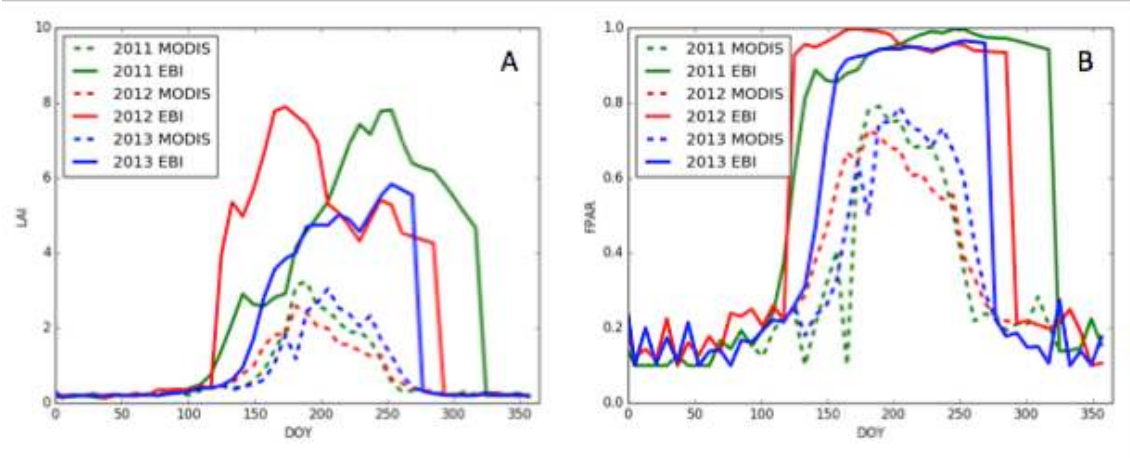 A
2011 MODIS
2011 EBI
2012 MODIS
2012 EBI
2013 MODIS
2013 EBI
10
8
6
4
2
0
LAI
0 50 100 150 200 250 300 350
DOY
B
2011 MODIS
2011 EBI
2012 MODIS
2012 EBI
2013 MODIS
2013 EBI
1.0
0.8
0.6
0.4
0.2
0.0
FPAR
0 50 100 150 200 250 300 350
DOY